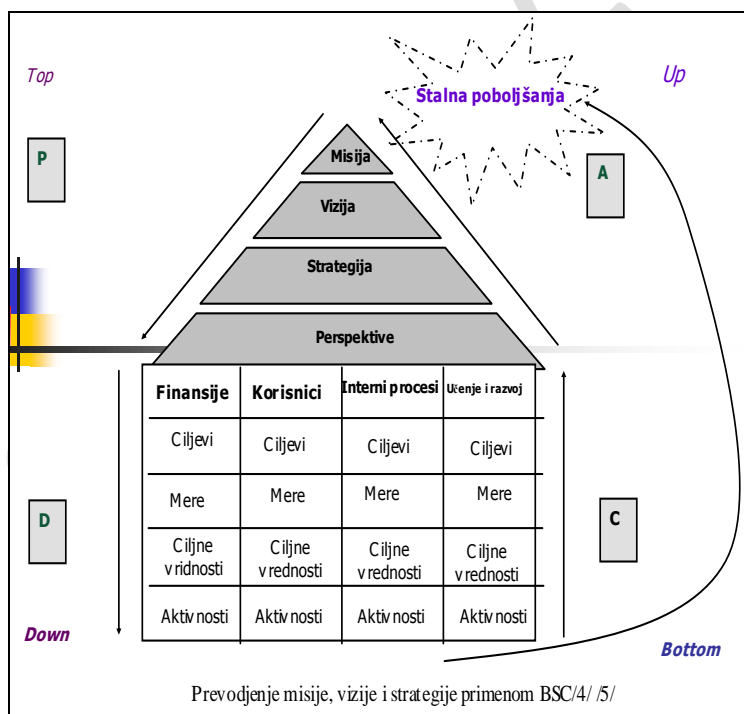 Top
Up
Stalna poboljšanja
P
A
Misija
Vizija
Strategija
Perspektive
Finansije Korisnici Interni procesi Učenje i razvoj
Ciljevi Ciljevi Ciljevi Ciljevi
Mere Mere Mere Mere
D
C
Ciljne Ciljne Ciljne Ciljne
vridnosti vrednosti vrednosti vrednosti
Aktivnosti Aktivnosti Aktivnosti Aktivnosti
Down
Bottom
Prevodjenje misije, vizije i strategije primenom BSC/4/ /5/